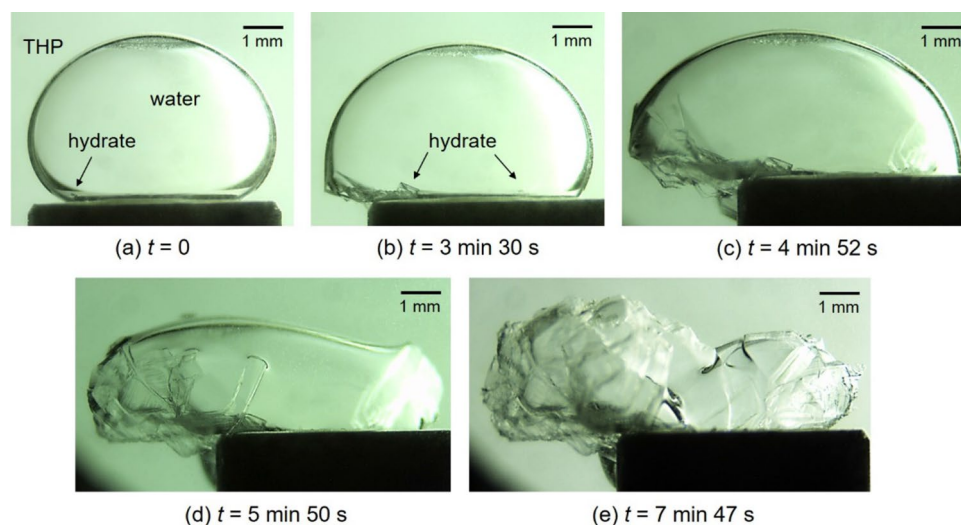 THP
1 mm
water
hydrate
(a) t = 0
1 mm
hydrate
(b) t = 3 min 30 s
1 mm
(c) t = 4 min 52 s
1 mm
(d) t = 5 min 50 s
1 mm
(e) t = 7 min 47 s